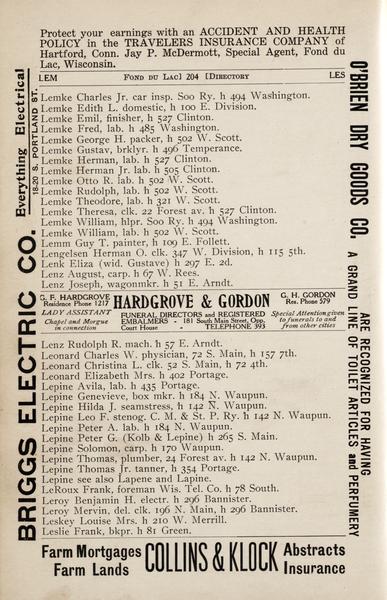 Protect your earnings with an ACCIDENT AND HEALTH
POLICY in the TRAVELERS INSURANCE COMPANY of
Hartford, Conn. Jay P. McDermott, Special Agent, Fond du
Lac, Wisconsin.
LEM FOND DU LAC] 204 [DIRECTORY LES
Lemke Charles Jr. car insp. Soo Ry. h 494 Washington.
Lemke Edith L. domestic, h 100 E. Division.
Lemke Emil, finisher, h 527 Clinton.
Lemke Fred, lab. h 485 Washington.
Lemke George H. packer, h 502 W. Scott.
Lemke Gustav, brklyr. h 496 Temperance.
Lemke Herman, lab. h 527 Clinton.
Lemke Herman Jr. lab. h 505 Clinton.
Lemke Otto R. lab. h 502 W. Scott.
Lemke Rudolph, lab. h 502 W. Scott.
Lemke Theodore, lab. h 321 W. Scott.
Lemke Theresa, clk. 22 Forest av. h 527 Clinton.
Lemke William, hlpr. Soo Ry. h 494 Washington.
Lemke William, lab. h 502 W. Scott.
Lemm Guy T. painter, h 109 E. Follett.
Lengelsen Herman O. clk. 347 W. Division, h 115 5th.
Lenk Eliza (wid. Gustave) h 297 E. 2d.
Lenz August, carp. h 67 W. Rees.
Lenz Joseph, wagonmkr. h 51 E. Arndt.
G. F. HARDGROVE
Residence Phone 1217
LADY ASSISTANT
Chapel and Morgue
in connection
HARDGROVE & GORDON
FUNERAL DIRECTORS and REGISTERED
EMBALMERS - 181 South Main Street, Opp.
Court House TELEPHONE 393
G. H. GORDON
Res. Phone 579
Special Attention given
to funerals to and
from other cities
Lenz Rudolph R. mach. h 57 E. Arndt.
Leonard Charles W. physician, 72 S. Main, h 157 7th.
Leonard Christina L. clk. 52 S. Main, h 72 4th.
Leonard Elizabeth Mrs. h 402 Portage.
Lepine Avila, lab. h 435 Portage.
Lepine Genevieve, box mkr. h 184 N. Waupun.
Lepine Hilda J. seamstress, h 142 N. Waupun.
Lepine Leo F. stenog. C. M. & St. P. Ry. h 142 N. Waupun.
Lepine Peter A. lab. h 184 N. Waupun.
Lepine Peter G. (Kolb & Lepine) h 265 S. Main.
Lepine Solomon, carp. h 170 Waupun.
Lepine Thomas, plumber, 24 Forest av. h 142 N. Waupun.
Lepine Thomas Jr. tanner, h 354 Portage.
Lepine see also Lapene and Lapine.
LeRoux Frank, foreman Wis. Tel. Co. h 78 South.
Leroy Benjamin H. electr. h 296 Bannister.
Leroy Mervin, del. clk. 196 N. Main, h 296 Bannister.
Leskey Louise Mrs. h 210 W. Merrill.
Leslie Frank, bkpr. h 81 Green.
Farm Mortgages
Farm Lands
COLLINS & KLOCK
Abstracts
Insurance
BRIGGS ELECTRIC CO.
Everything Electrical
18-20 S. PORTLAND ST.
O'BRIEN DRY GOODS CO.
ARE RECOGNIZED FOR HAVING
A GRAND LINE OF TOILET ARTICLES and PERFUMERY